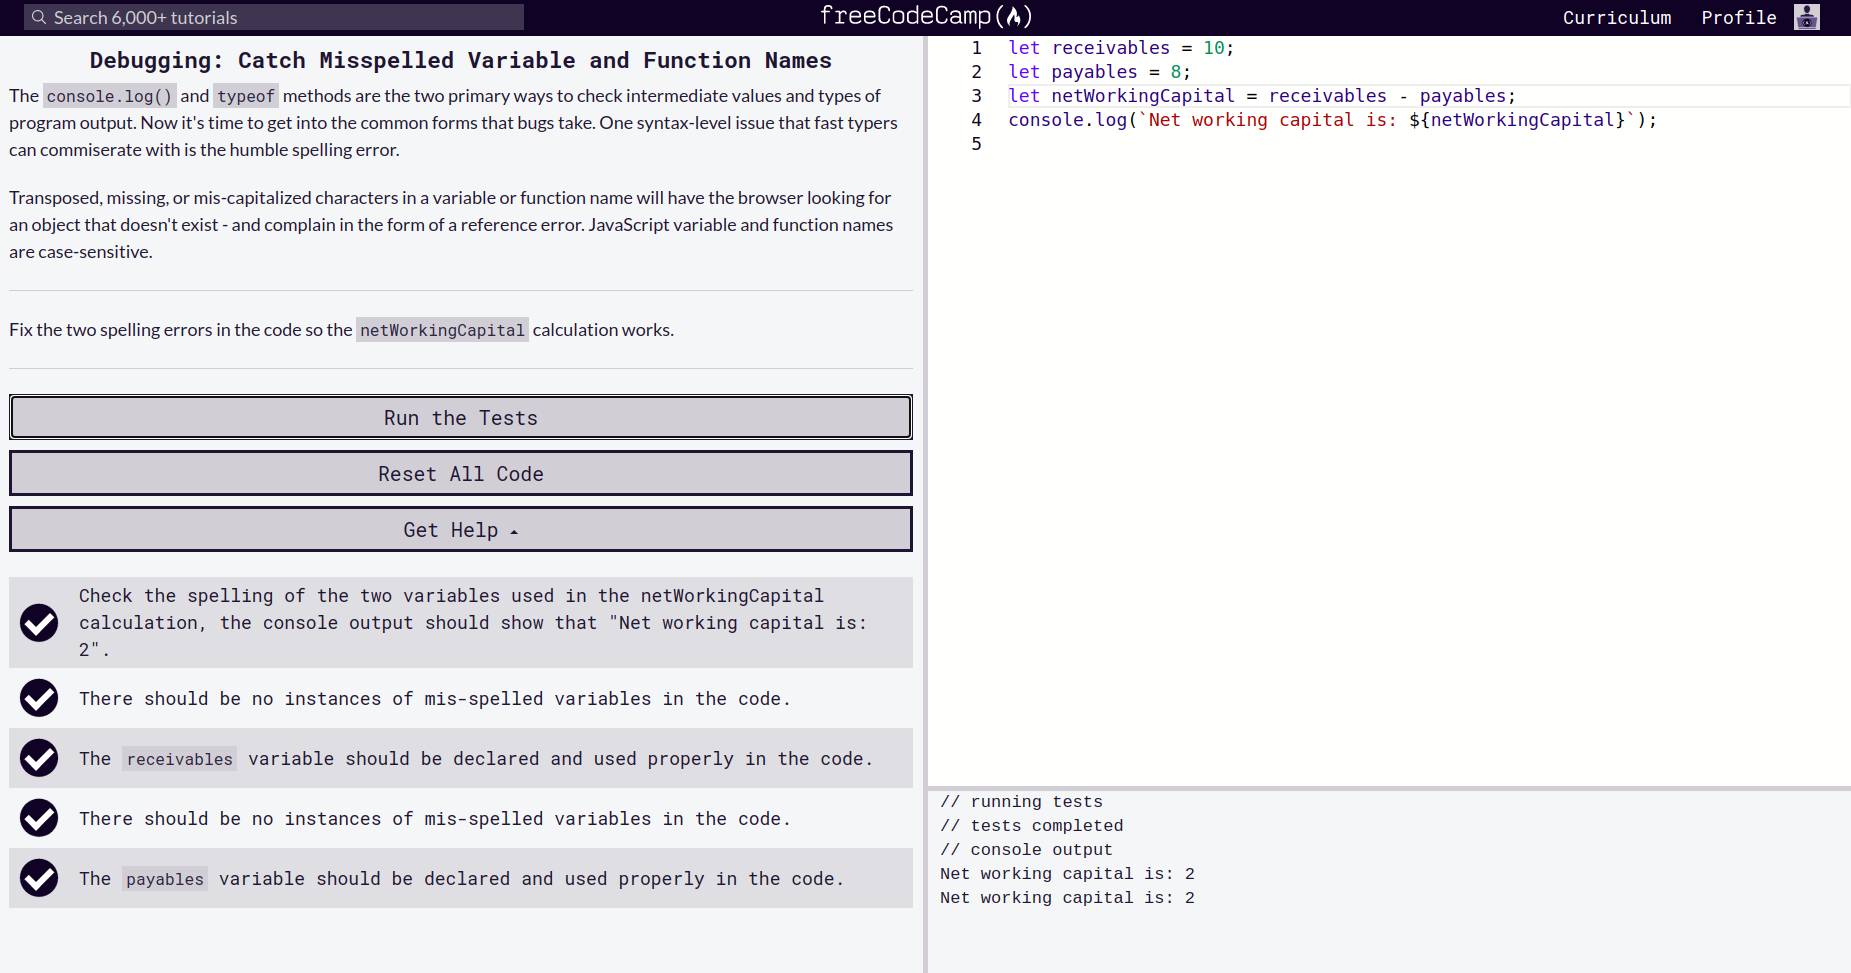 Search 6,000+ tutorials
freeCodeCamp(🔥)
Curriculum
Profile
Debugging: Catch Misspelled Variable and Function Names
The console.log() and typeof methods are the two primary ways to check intermediate values and types of
program output. Now it's time to get into the common forms that bugs take. One syntax-level issue that fast typers
can commiserate with is the humble spelling error.
Transposed, missing, or mis-capitalized characters in a variable or function name will have the browser looking for
an object that doesn't exist - and complain in the form of a reference error. JavaScript variable and function names
are case-sensitive.
Fix the two spelling errors in the code so the netWorkingCapital calculation works.
Run the Tests
Reset All Code
Get Help
Check the spelling of the two variables used in the netWorkingCapital
calculation, the console output should show that "Net working capital is:
2".
There should be no instances of mis-spelled variables in the code.
The receivables variable should be declared and used properly in the code.
There should be no instances of mis-spelled variables in the code.
The payables variable should be declared and used properly in the code.
1 let receivables = 10;
2 let payables = 8;
3 let netWorkingCapital = receivables - payables;
4 console.log(`Net working capital is: ${netWorkingCapital}`);
5
// running tests
// tests completed
// console output
Net working capital is: 2
Net working capital is: 2